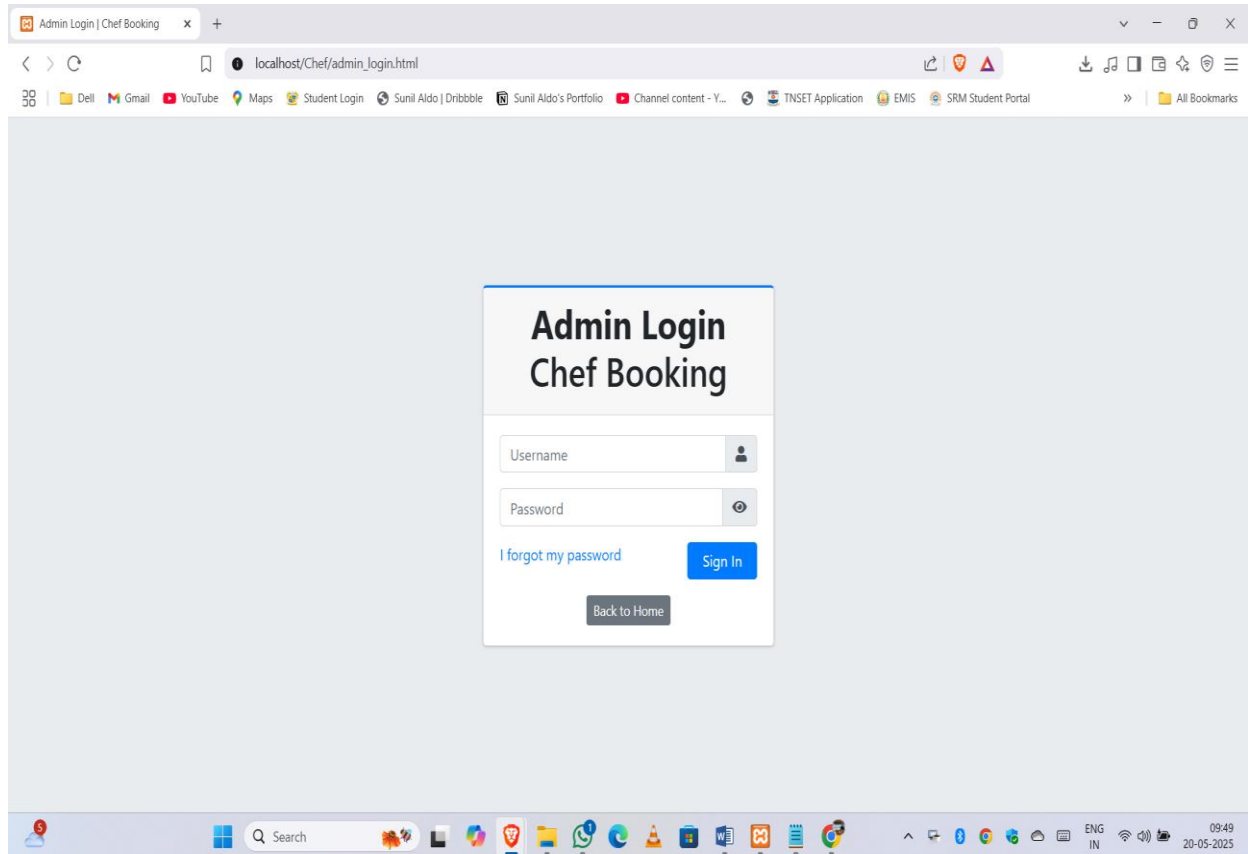 Admin Login | Chef Booking
localhost/Chef/admin_login.html
Dell Gmail YouTube Maps Student Login Sunil Aldo | Dribbble Sunil Aldo's Portfolio Channel content - Y... TNSET Application EMIS SRM Student Portal » All Bookmarks
Admin Login
Chef Booking
Username
Password
I forgot my password Sign In
Back to Home
5 Search 1 ENG 09:49
IN 20-05-2025